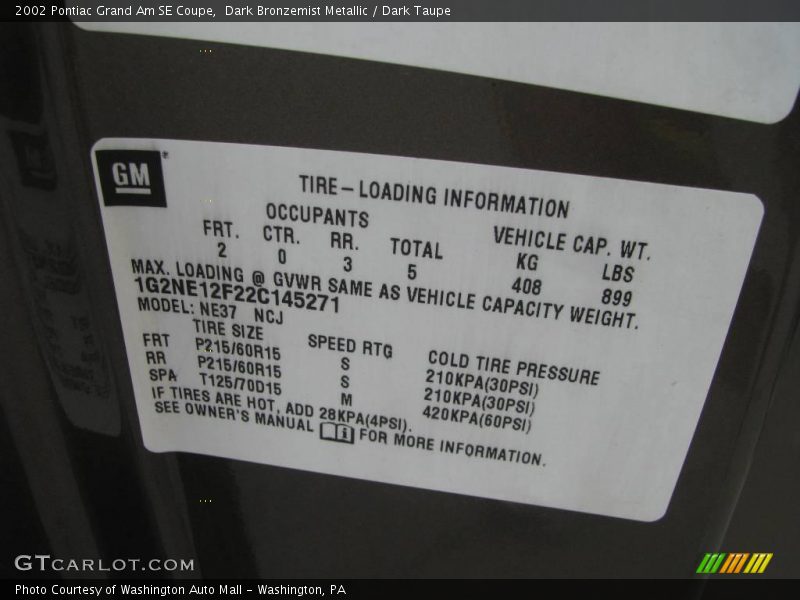 2002 Pontiac Grand Am SE Coupe,  Dark Bronzemist Metallic / Dark Taupe
GM
TIRE-LOADING INFORMATION
OCCUPANTS VEHICLE CAP. WT.
FRT. CTR. RR. TOTAL KG LBS
2 0 3 5 408 899
MAX. LOADING @ GVWR SAME AS VEHICLE CAPACITY WEIGHT.
1G2NE12F22C145271
MODEL: NE37 NCJ
TIRE SIZE SPEED RTG COLD TIRE PRESSURE
FRT P215/60R15 S 210KPA(30PSI)
RR P215/60R15 S 210KPA(30PSI)
SPA T125/70D15 M 420KPA(60PSI)
IF TIRES ARE HOT, ADD 28KPA(4PSI).
SEE OWNER'S MANUAL FOR MORE INFORMATION.
GTCARLOT.COM
Photo Courtesy of Washington Auto Mall - Washington, PA